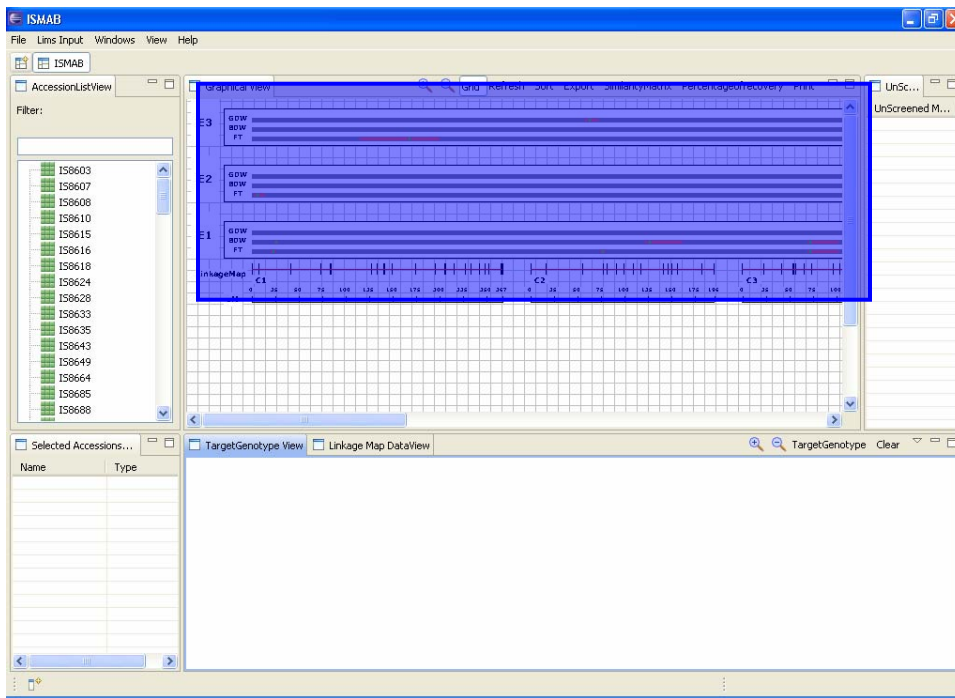 ISMAB
File Lims Input Windows View Help
ISMAB
AccessionListView
Filter:
IS8603
IS8607
IS8608
IS8610
IS8615
IS8616
IS8618
IS8624
IS8628
IS8633
IS8635
IS8643
IS8649
IS8664
IS8685
IS8688
Graphical View Grid Refresh Sort Export SimilarityMatrix PercentageofRecovery Print
E3
GDW
BDW
FT
E2
GDW
BDW
FT
E1
GDW
BDW
FT
LinkageMap
C1 C2 C3
UnSc...
UnScreened M...
Selected Accessions...
Name Type
TargetGenotype View Linkage Map DataView TargetGenotype Clear